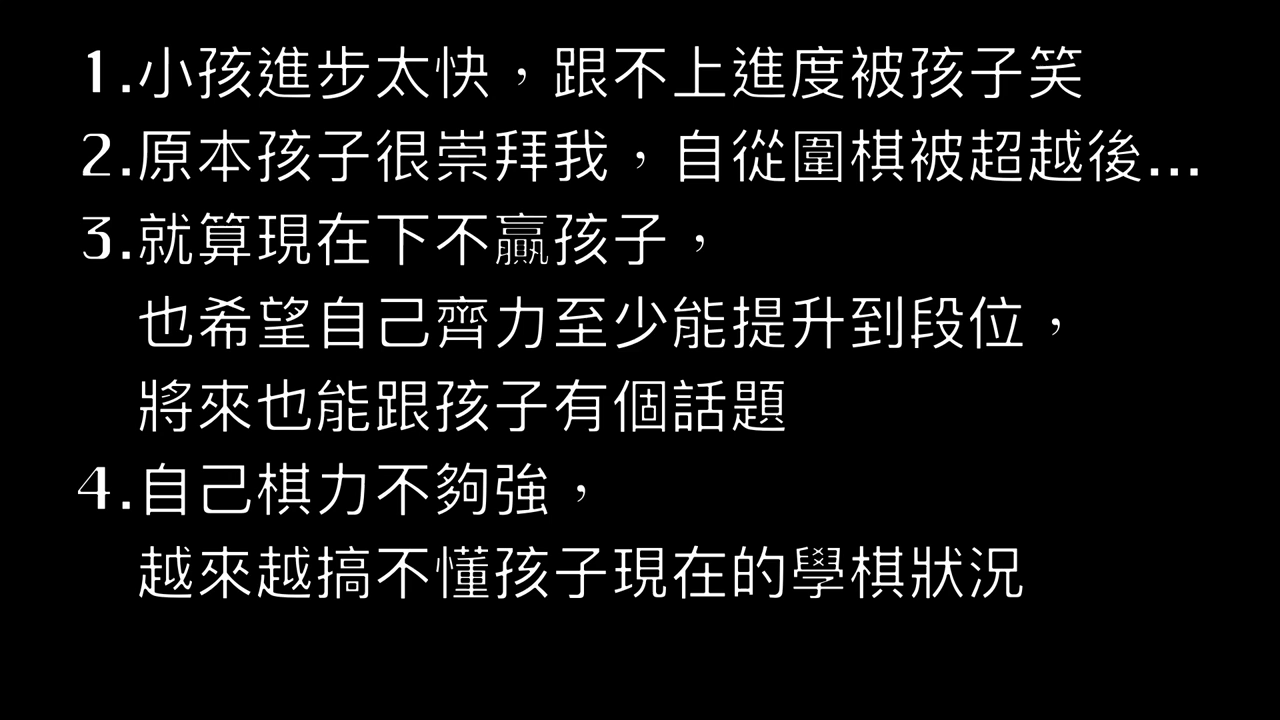 1.小孩進步太快，跟不上進度被孩子笑
2.原本孩子很崇拜我，自從圍棋被超越後...
3.就算現在下不贏孩子，
也希望自己齊力至少能提升到段位，
將來也能跟孩子有個話題
4.自己棋力不夠強，
越來越搞不懂孩子現在的學棋狀況